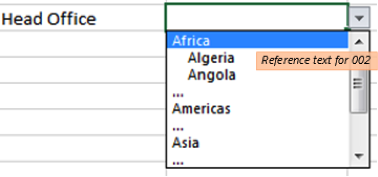 Head Office
Africa
Algeria
Reference text for 002
Angola
...
Americas
...
Asia
...